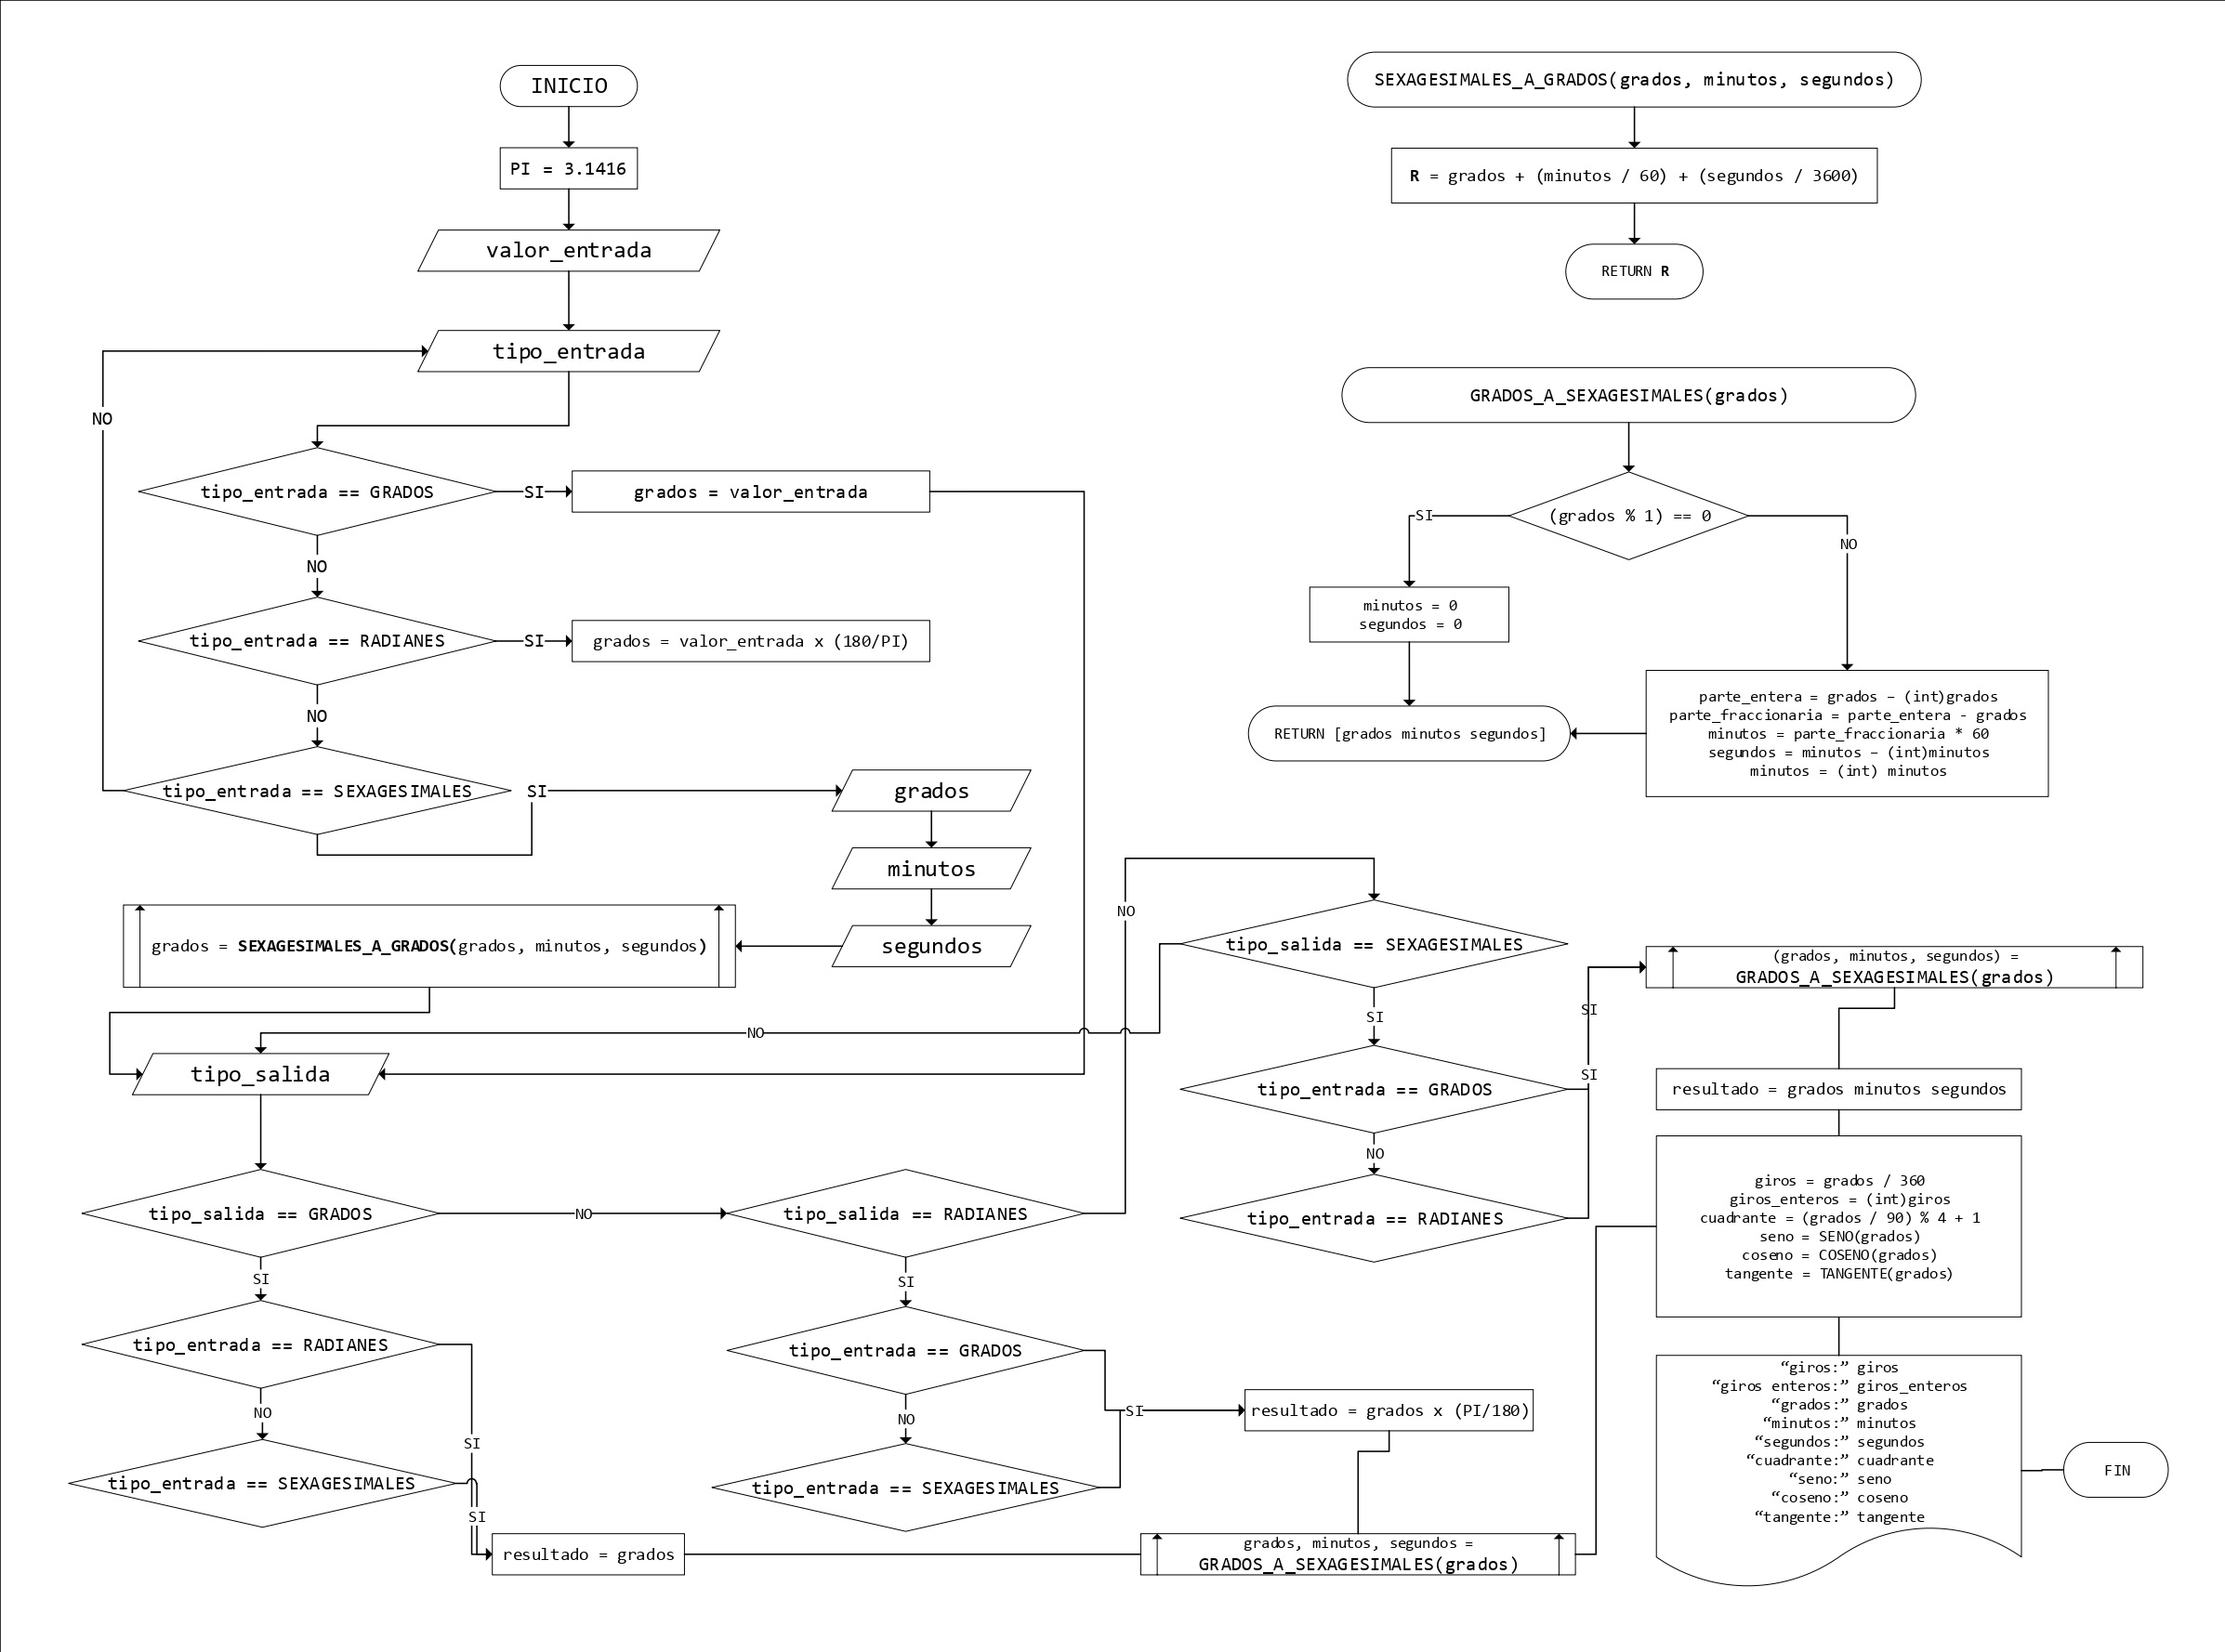 INICIO
PI = 3.1416
valor_entrada
tipo_entrada
NO
tipo_entrada == GRADOS
SI
grados = valor_entrada
NO
tipo_entrada == RADIANES
SI
grados = valor_entrada x (180/PI)
NO
tipo_entrada == SEXAGESIMALES
SI
grados
minutos
segundos
grados = SEXAGESIMALES_A_GRADOS(grados, minutos, segundos)
NO
tipo_salida
tipo_salida == GRADOS
NO
tipo_salida == RADIANES
SI
tipo_entrada == RADIANES
NO
SI
tipo_entrada == SEXAGESIMALES
SI
resultado = grados
SI
tipo_entrada == GRADOS
NO
SI
tipo_entrada == SEXAGESIMALES
resultado = grados x (PI/180)
grados, minutos, segundos =
GRADOS_A_SEXAGESIMALES(grados)
NO
tipo_salida == SEXAGESIMALES
SI
tipo_entrada == GRADOS
SI
SI
NO
tipo_entrada == RADIANES
(grados, minutos, segundos) =
GRADOS_A_SEXAGESIMALES(grados)
resultado = grados minutos segundos
giros = grados / 360
giros_enteros = (int)giros
cuadrante = (grados / 90) % 4 + 1
seno = SENO(grados)
coseno = COSENO(grados)
tangente = TANGENTE(grados)
“giros:” giros
“giros enteros:” giros_enteros
“grados:” grados
“minutos:” minutos
“segundos:” segundos
“cuadrante:” cuadrante
“seno:” seno
“coseno:” coseno
“tangente:” tangente
FIN
SEXAGESIMALES_A_GRADOS(grados, minutos, segundos)
R = grados + (minutos / 60) + (segundos / 3600)
RETURN R
GRADOS_A_SEXAGESIMALES(grados)
(grados % 1) == 0
SI
NO
minutos = 0
segundos = 0
RETURN [grados minutos segundos]
parte_entera = grados – (int)grados
parte_fraccionaria = parte_entera - grados
minutos = parte_fraccionaria * 60
segundos = minutos – (int)minutos
minutos = (int) minutos